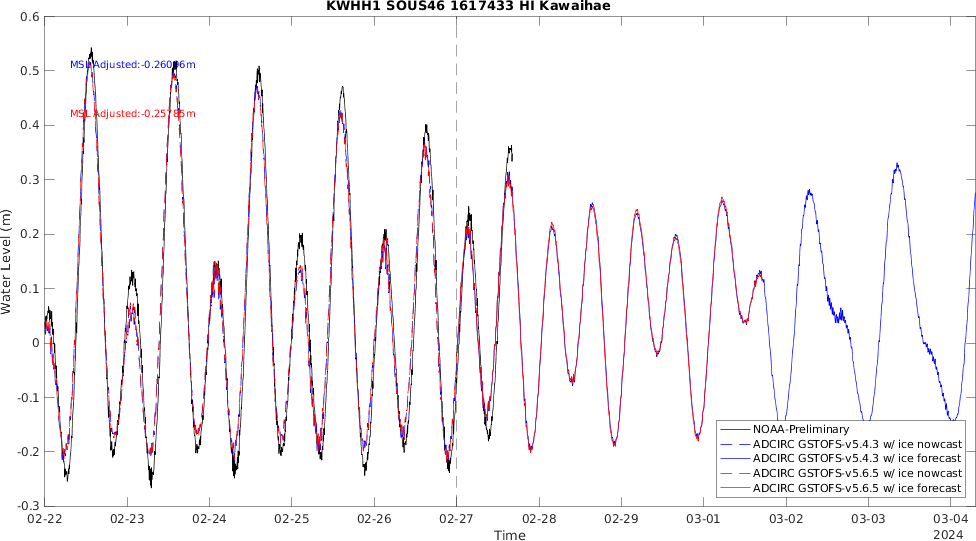 KWHH1 SOUS46 1617433 HI Kawaihae
0.6
0.5
0.4
0.3
0.2
0.1
0
-0.1
-0.2
-0.3
Water Level (m)
MSL Adjusted:-0.26096m
MSL Adjusted:-0.25785m
NOAA-Preliminary
ADCIRC GSTOFS-v5.4.3 w/ ice nowcast
ADCIRC GSTOFS-v5.4.3 w/ ice forecast
ADCIRC GSTOFS-v5.6.5 w/ ice nowcast
ADCIRC GSTOFS-v5.6.5 w/ ice forecast
02-22 02-23 02-24 02-25 02-26 02-27 02-28 02-29 03-01 03-02 03-03 03-04
Time
2024